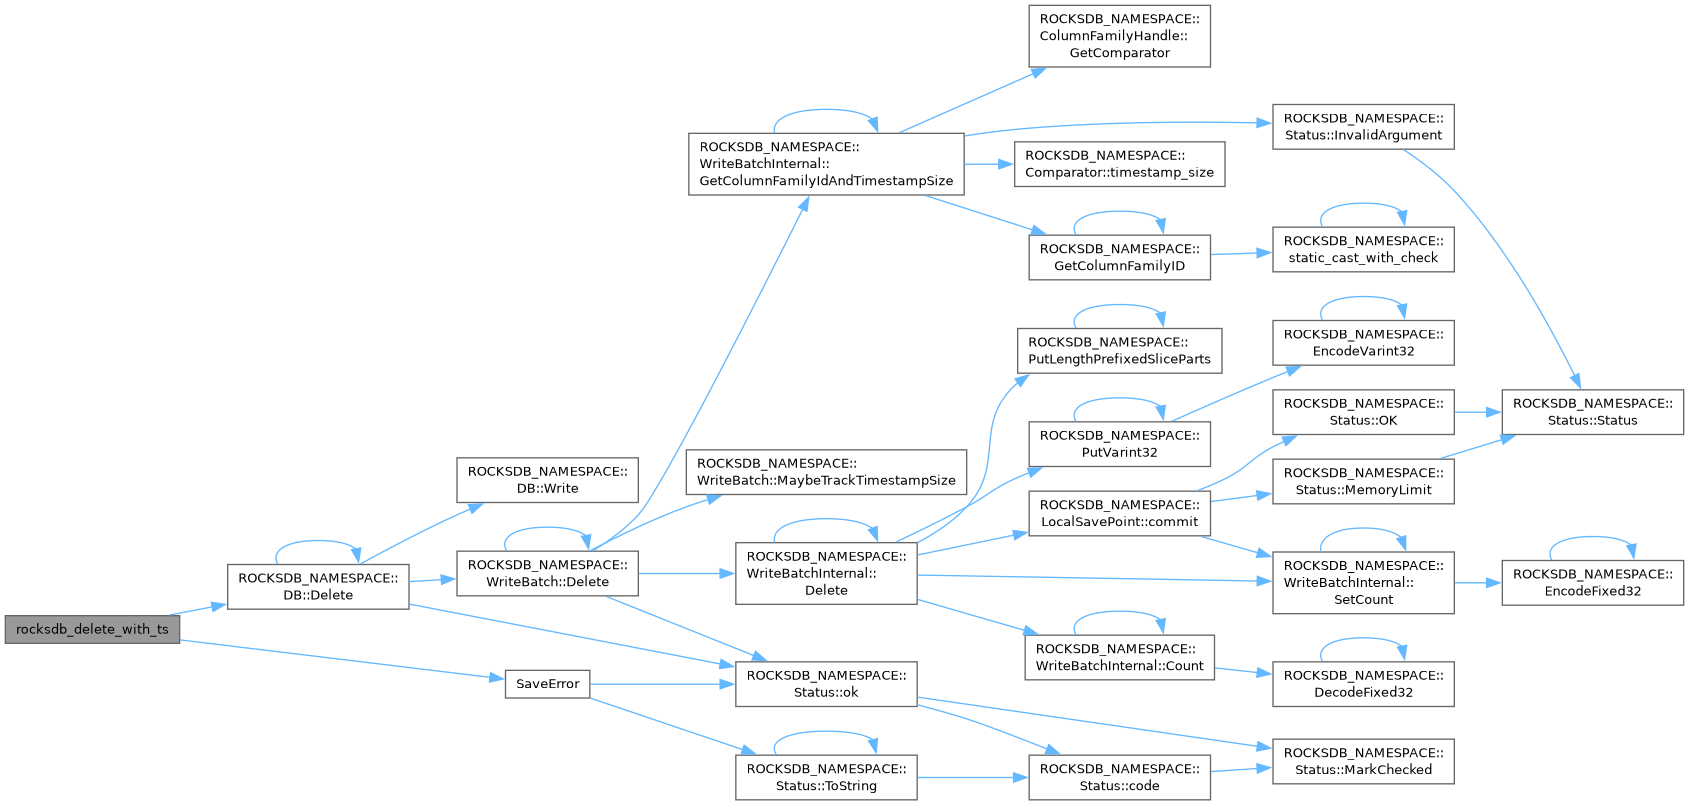 rocksdb_delete_with_ts
ROCKSDB_NAMESPACE::
DB::Delete
SaveError
ROCKSDB_NAMESPACE::
DB::Write
ROCKSDB_NAMESPACE::
WriteBatch::Delete
ROCKSDB_NAMESPACE::
WriteBatchInternal::
GetColumnFamilyIdAndTimestampSize
ROCKSDB_NAMESPACE::
WriteBatch::MaybeTrackTimestampSize
ROCKSDB_NAMESPACE::
WriteBatchInternal::
Delete
ROCKSDB_NAMESPACE::
Status::ok
ROCKSDB_NAMESPACE::
Status::ToString
ROCKSDB_NAMESPACE::
ColumnFamilyHandle::
GetComparator
ROCKSDB_NAMESPACE::
Comparator::timestamp_size
ROCKSDB_NAMESPACE::
GetColumnFamilyID
ROCKSDB_NAMESPACE::
PutLengthPrefixedSliceParts
ROCKSDB_NAMESPACE::
PutVarint32
ROCKSDB_NAMESPACE::
LocalSavePoint::commit
ROCKSDB_NAMESPACE::
WriteBatchInternal::Count
ROCKSDB_NAMESPACE::
Status::code
ROCKSDB_NAMESPACE::
Status::InvalidArgument
ROCKSDB_NAMESPACE::
static_cast_with_check
ROCKSDB_NAMESPACE::
EncodeVarint32
ROCKSDB_NAMESPACE::
Status::OK
ROCKSDB_NAMESPACE::
Status::MemoryLimit
ROCKSDB_NAMESPACE::
WriteBatchInternal::
SetCount
ROCKSDB_NAMESPACE::
DecodeFixed32
ROCKSDB_NAMESPACE::
Status::MarkChecked
ROCKSDB_NAMESPACE::
Status::Status
ROCKSDB_NAMESPACE::
EncodeFixed32